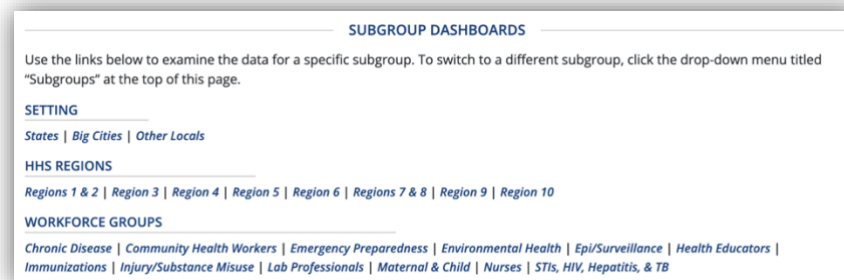 SUBGROUP DASHBOARDS
Use the links below to examine the data for a specific subgroup. To switch to a different subgroup, click the drop-down menu titled
“Subgroups” at the top of this page.
SETTING
States | Big Cities | Other Locals
HHS REGIONS
Regions 1 & 2 | Region 3 | Region 4 | Region 5 | Region 6 | Regions 7 & 8 | Region 9 | Region 10
WORKFORCE GROUPS
Chronic Disease | Community Health Workers | Emergency Preparedness | Environmental Health | Epi/Surveillance | Health Educators |
Immunizations | Injury/Substance Misuse | Lab Professionals | Maternal & Child | Nurses | STIs, HIV, Hepatitis, & TB